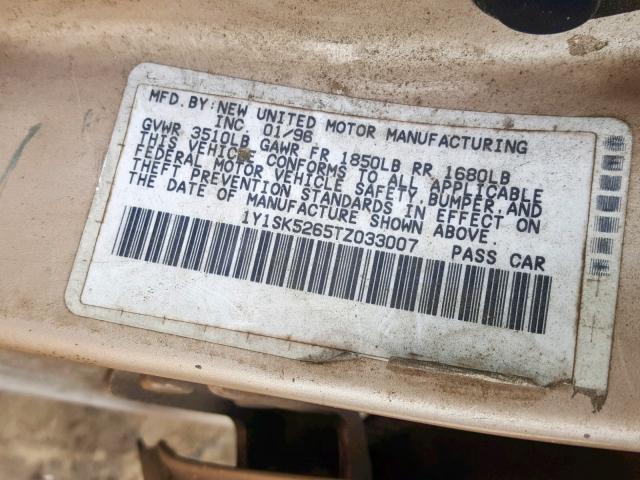 MFD. BY: NEW UNITED MOTOR MANUFACTURING
INC. 01/96
GVWR 3510LB GAWR FR 1850LB RR 1680LB
THIS VEHICLE CONFORMS TO ALL APPLICABLE
FEDERAL MOTOR VEHICLE SAFETY, BUMPER, AND
THEFT PREVENTION STANDARDS IN EFFECT ON
THE DATE OF MANUFACTURE SHOWN ABOVE.
1Y1SK5265TZ033007 PASS CAR